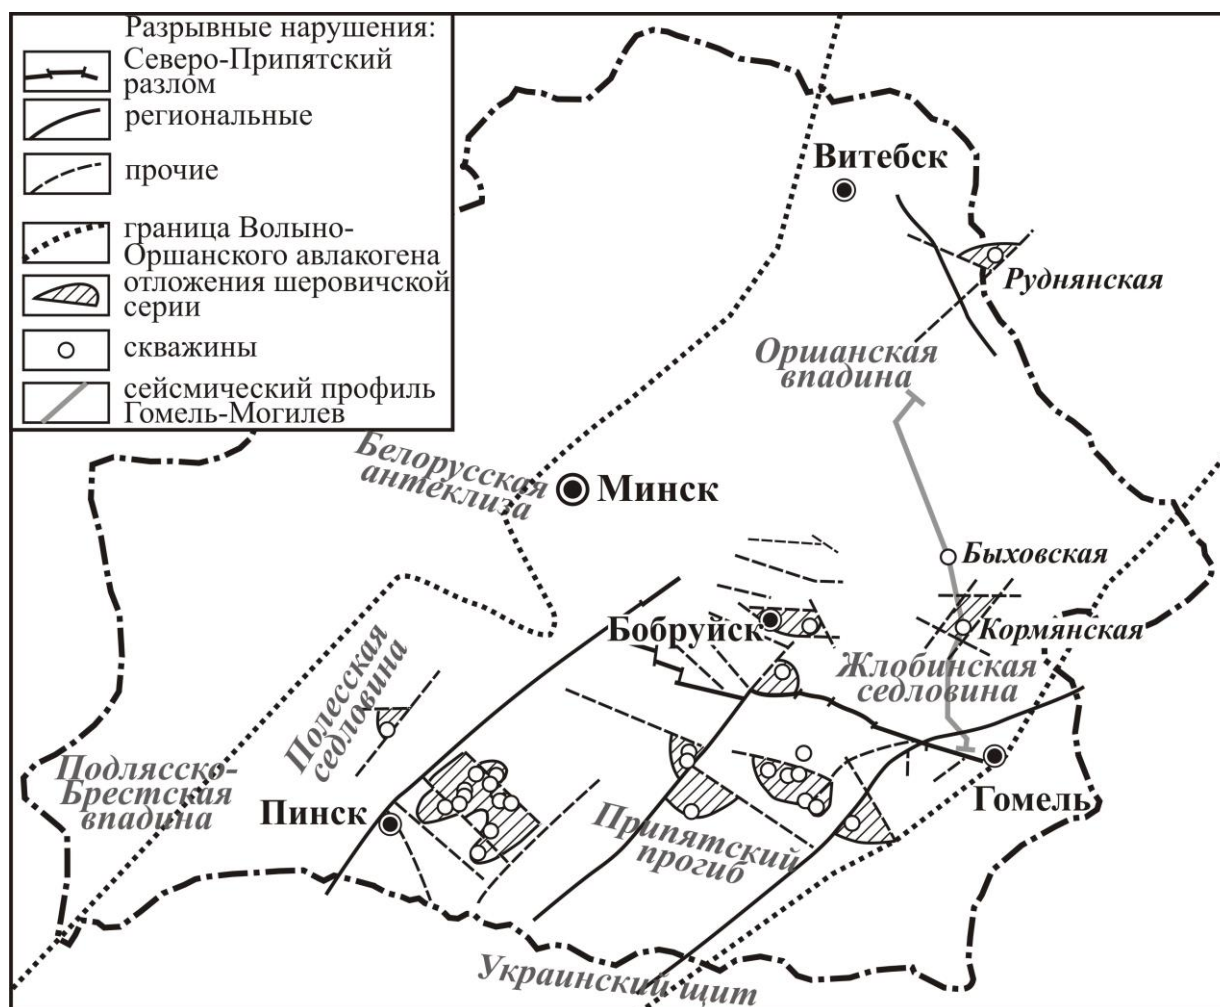 Разрывные нарушения:
Северо-Припятский
разлом
региональные
прочие
граница Волыно-
Оршанского авлакогена
отложения шеровичской
серии
скважины
сейсмический профиль
Гомель-Могилев
Витебск
Руднянская
Оршанская
впадина
Белорусская
антеклиза
Минск
Быховская
Бобруйск
Кормянская
Жлобинская
седловина
Полесская
седловина
Подлясско-
Брестская
впадина
Пинск
Гомель
Припятский
прогиб
Украинский щит